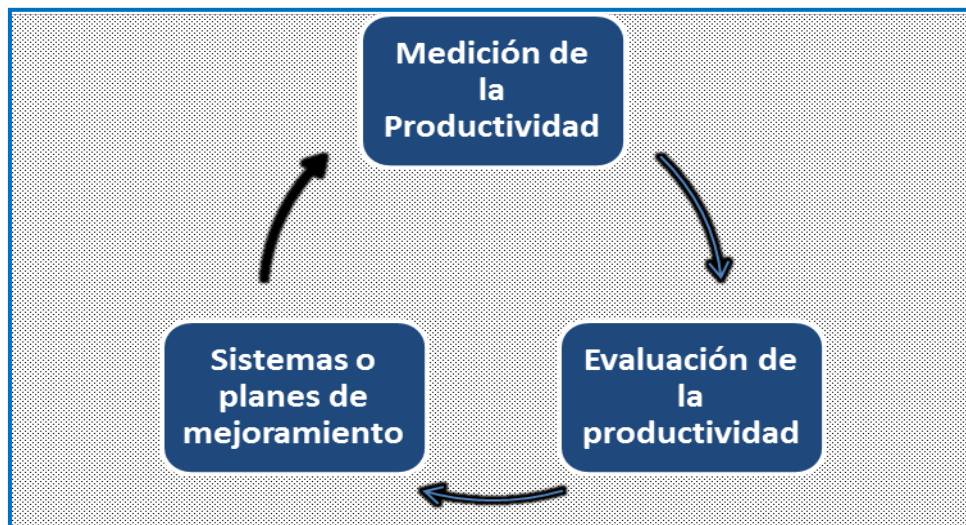 Medición de
la
Productividad
Evaluación de
la
productividad
Sistemas o
planes de
mejoramiento